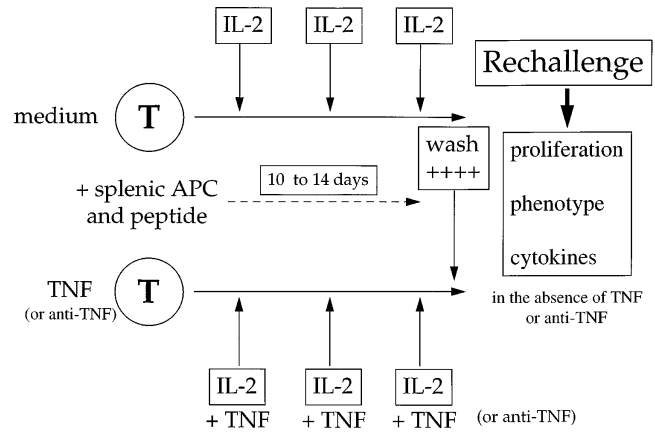 IL-2
IL-2
IL-2
Rechallenge
medium
T
wash
++++
proliferation
phenotype
cytokines
+ splenic APC
and peptide
10 to 14 days
TNF
(or anti-TNF)
T
in the absence of TNF
or anti-TNF
IL-2
IL-2
IL-2
+ TNF
+ TNF
+ TNF
(or anti-TNF)